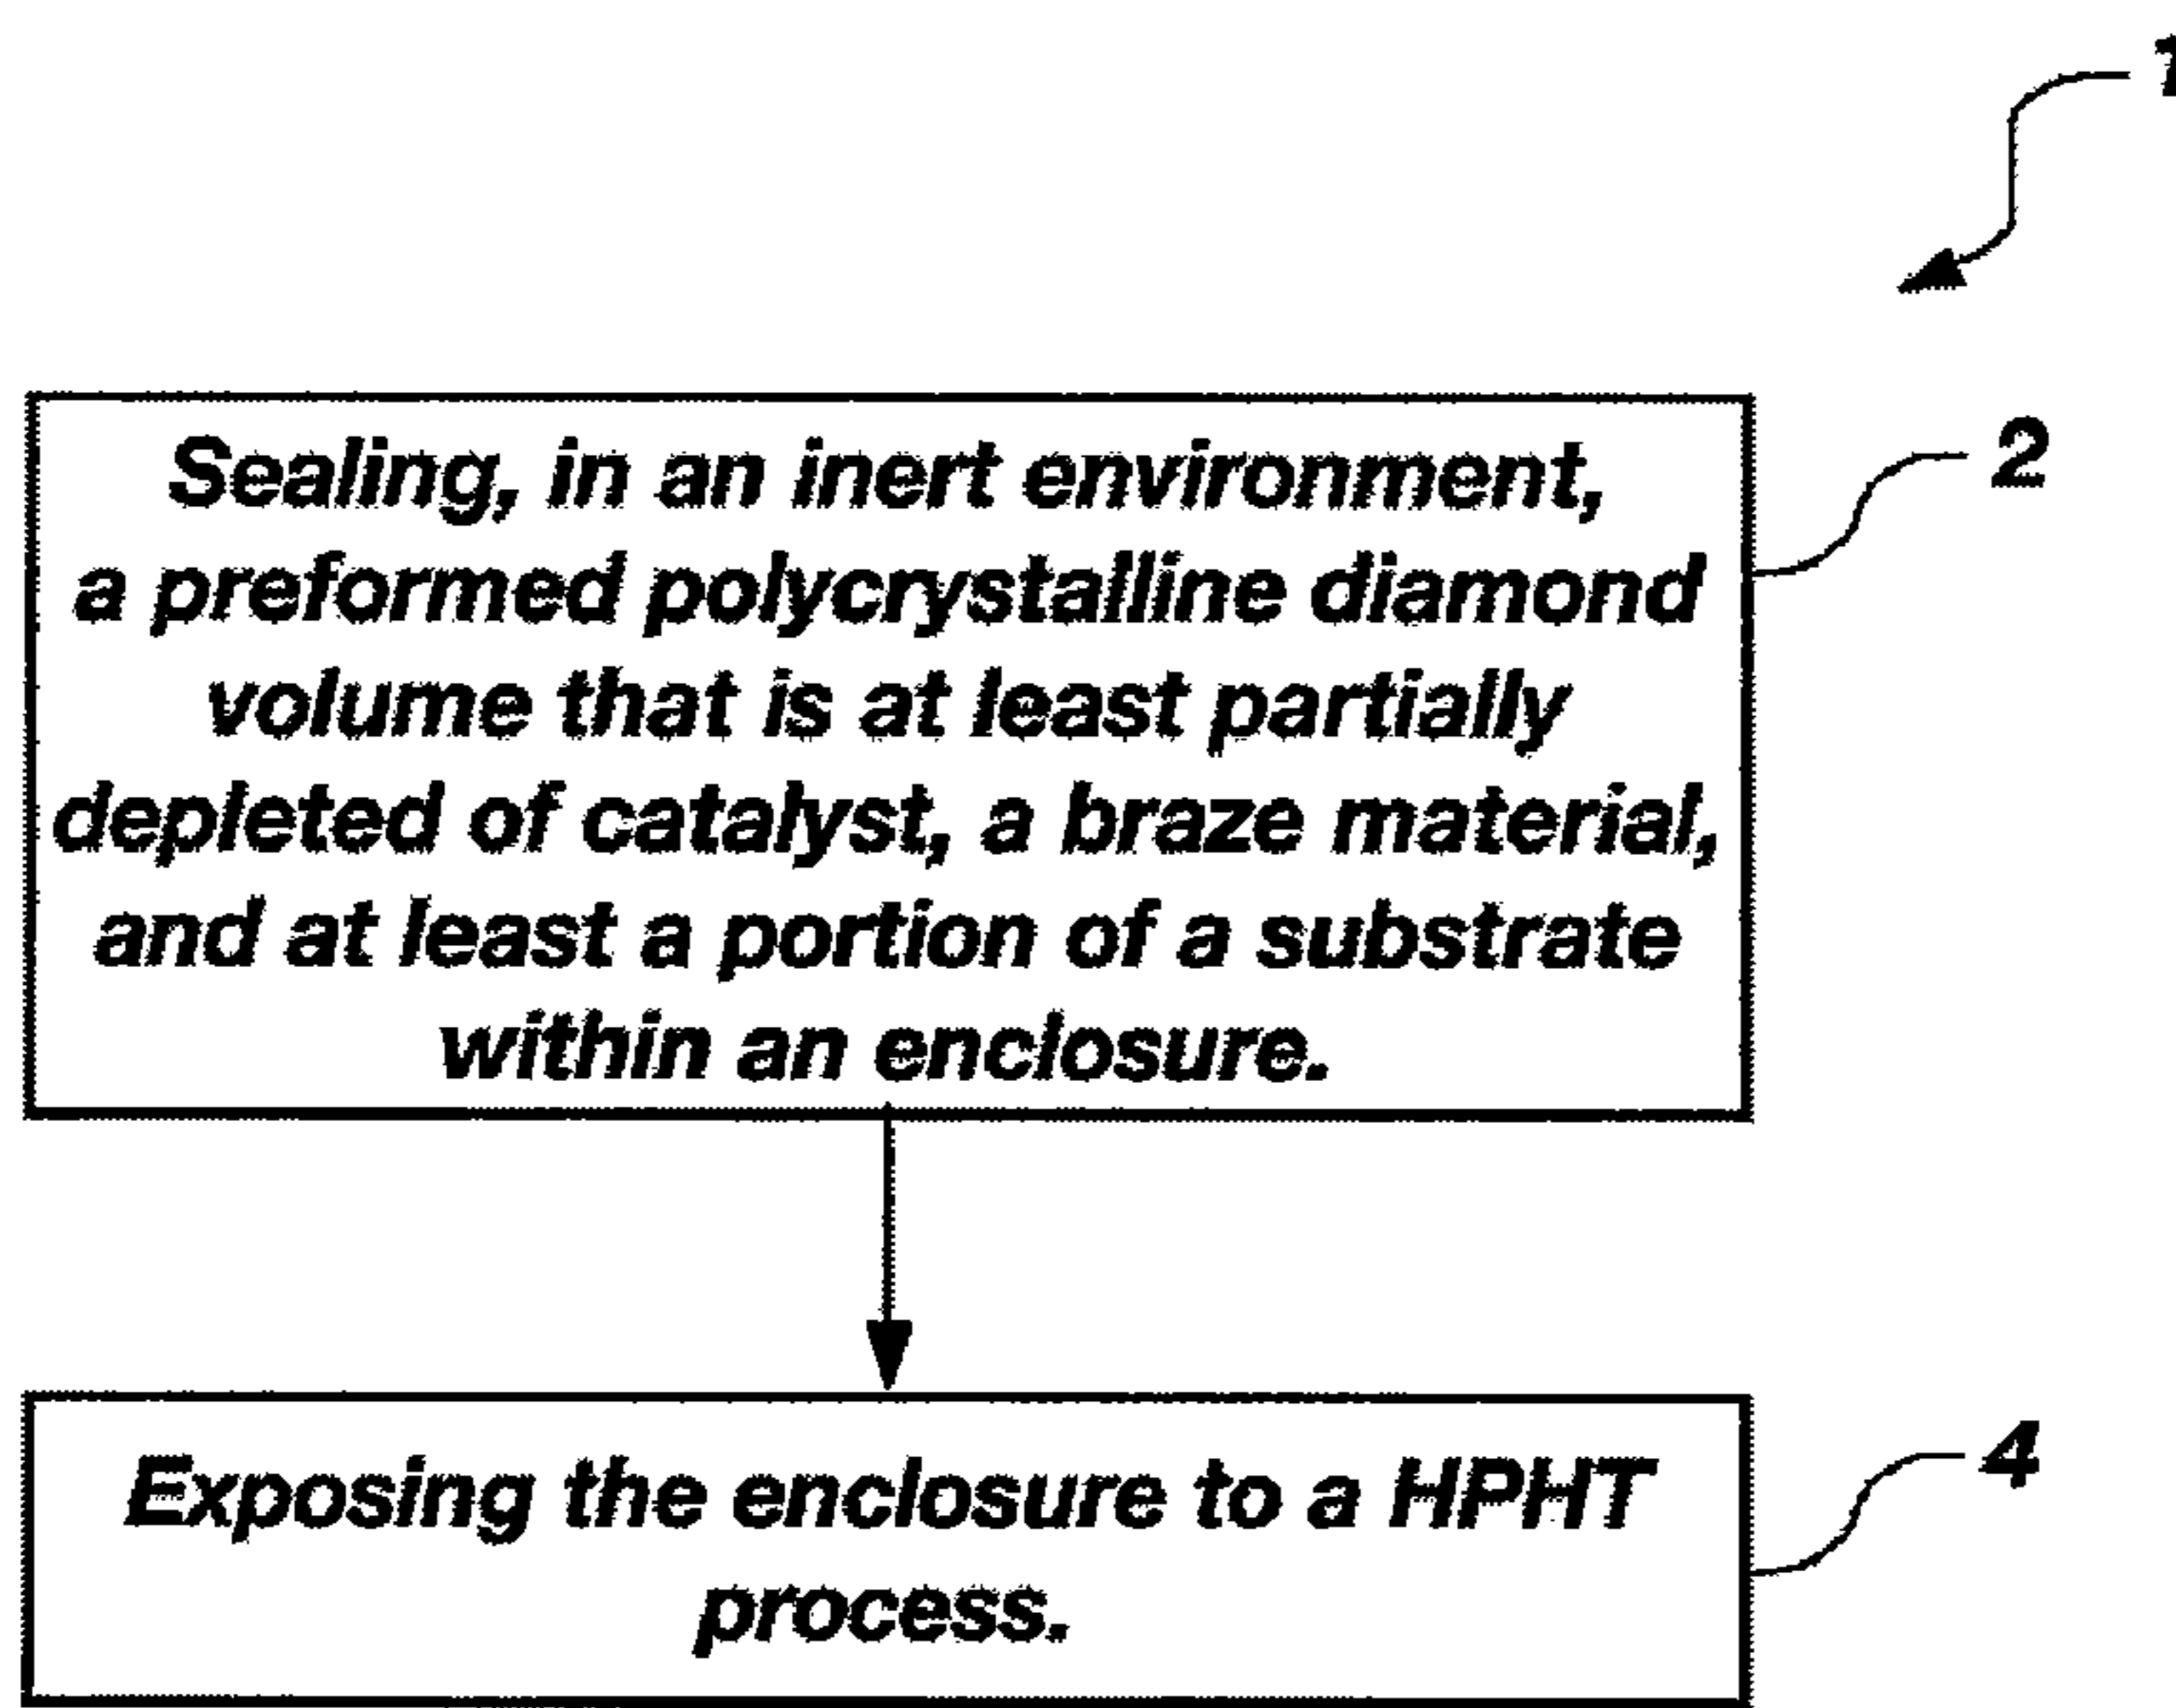 Sealing, in an inert environment,
a preformed polycrystalline diamond
volume that is at least partially
depleted of catalyst, a braze material,
and at least a portion of a substrate
within an enclosure.
2
Exposing the enclosure to a HPHT
process.
4